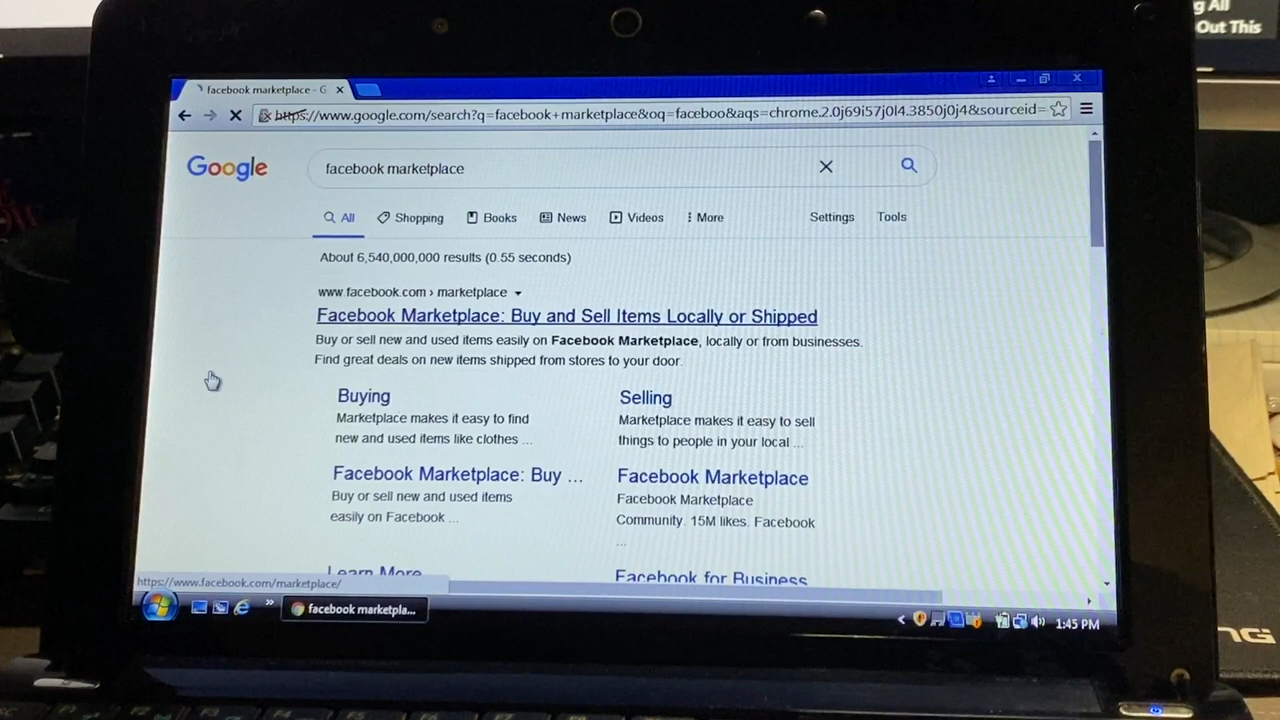 g All
Out This
facebook marketplace - G
https://www.google.com/search?q=facebook+marketplace&oq=faceboo&aqs=chrome.2.0j69i57j0l4.3850j0j4&sourceid=
Google
facebook marketplace
All Shopping Books News Videos More Settings Tools
About 6,540,000,000 results (0.55 seconds)
www.facebook.com › marketplace
Facebook Marketplace: Buy and Sell Items Locally or Shipped
Buy or sell new and used items easily on Facebook Marketplace, locally or from businesses.
Find great deals on new items shipped from stores to your door.
Buying
Marketplace makes it easy to find
new and used items like clothes ...
Selling
Marketplace makes it easy to sell
things to people in your local ...
Facebook Marketplace: Buy ...
Buy or sell new and used items
easily on Facebook ...
Facebook Marketplace
Facebook Marketplace
Community. 15M likes. Facebook
...
Learn More
Facebook for Business
https://www.facebook.com/marketplace/
facebook marketpla...
1:45 PM